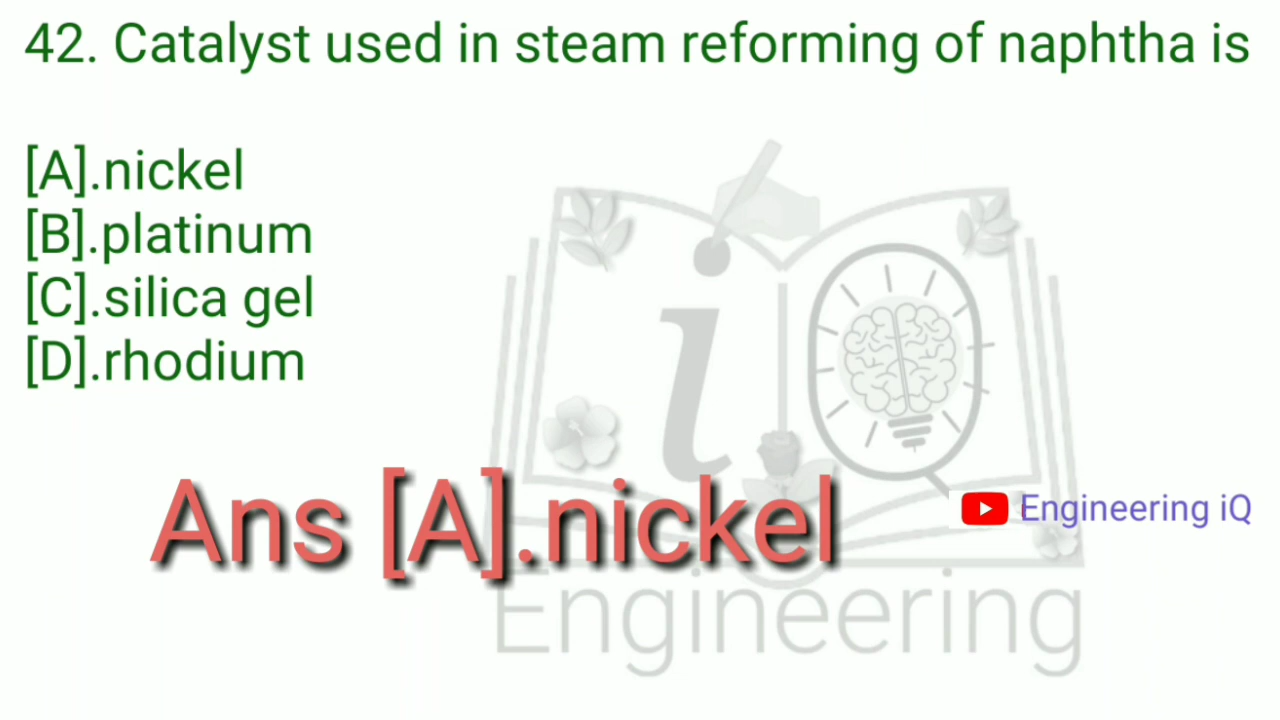 42. Catalyst used in steam reforming of naphtha is
[A].nickel
[B].platinum
[C].silica gel
[D].rhodium
Ans [A].nickel
Engineering iQ
i
Engineering